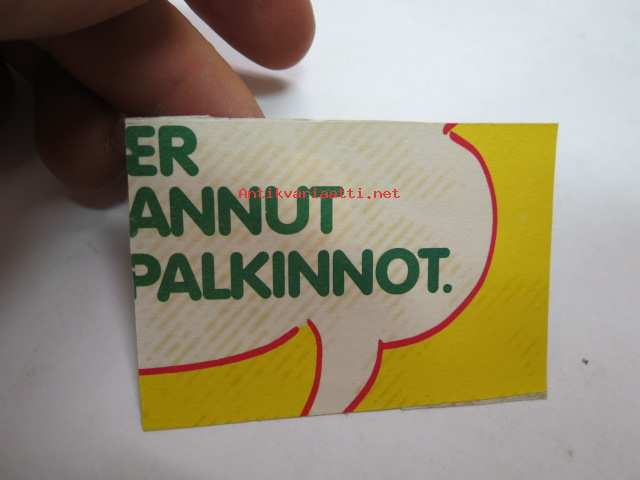 ER
ANNUT
Antikvariaatti.net
PALKINNOT.